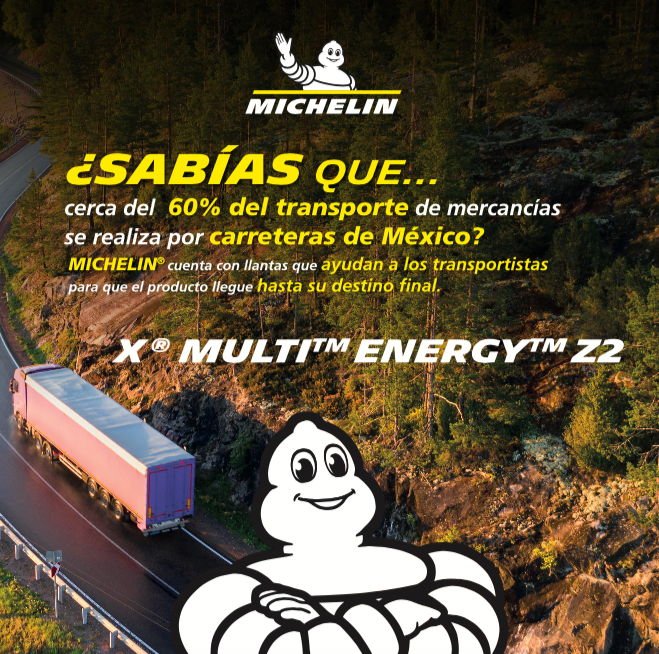 MICHELIN
¿SABÍAS QUE...
cerca del 60% del transporte de mercancías
se realiza por carreteras de México?
MICHELIN® cuenta con llantas que ayudan a los transportistas
para que el producto llegue hasta su destino final.
X® MULTI™ ENERGY™ Z2